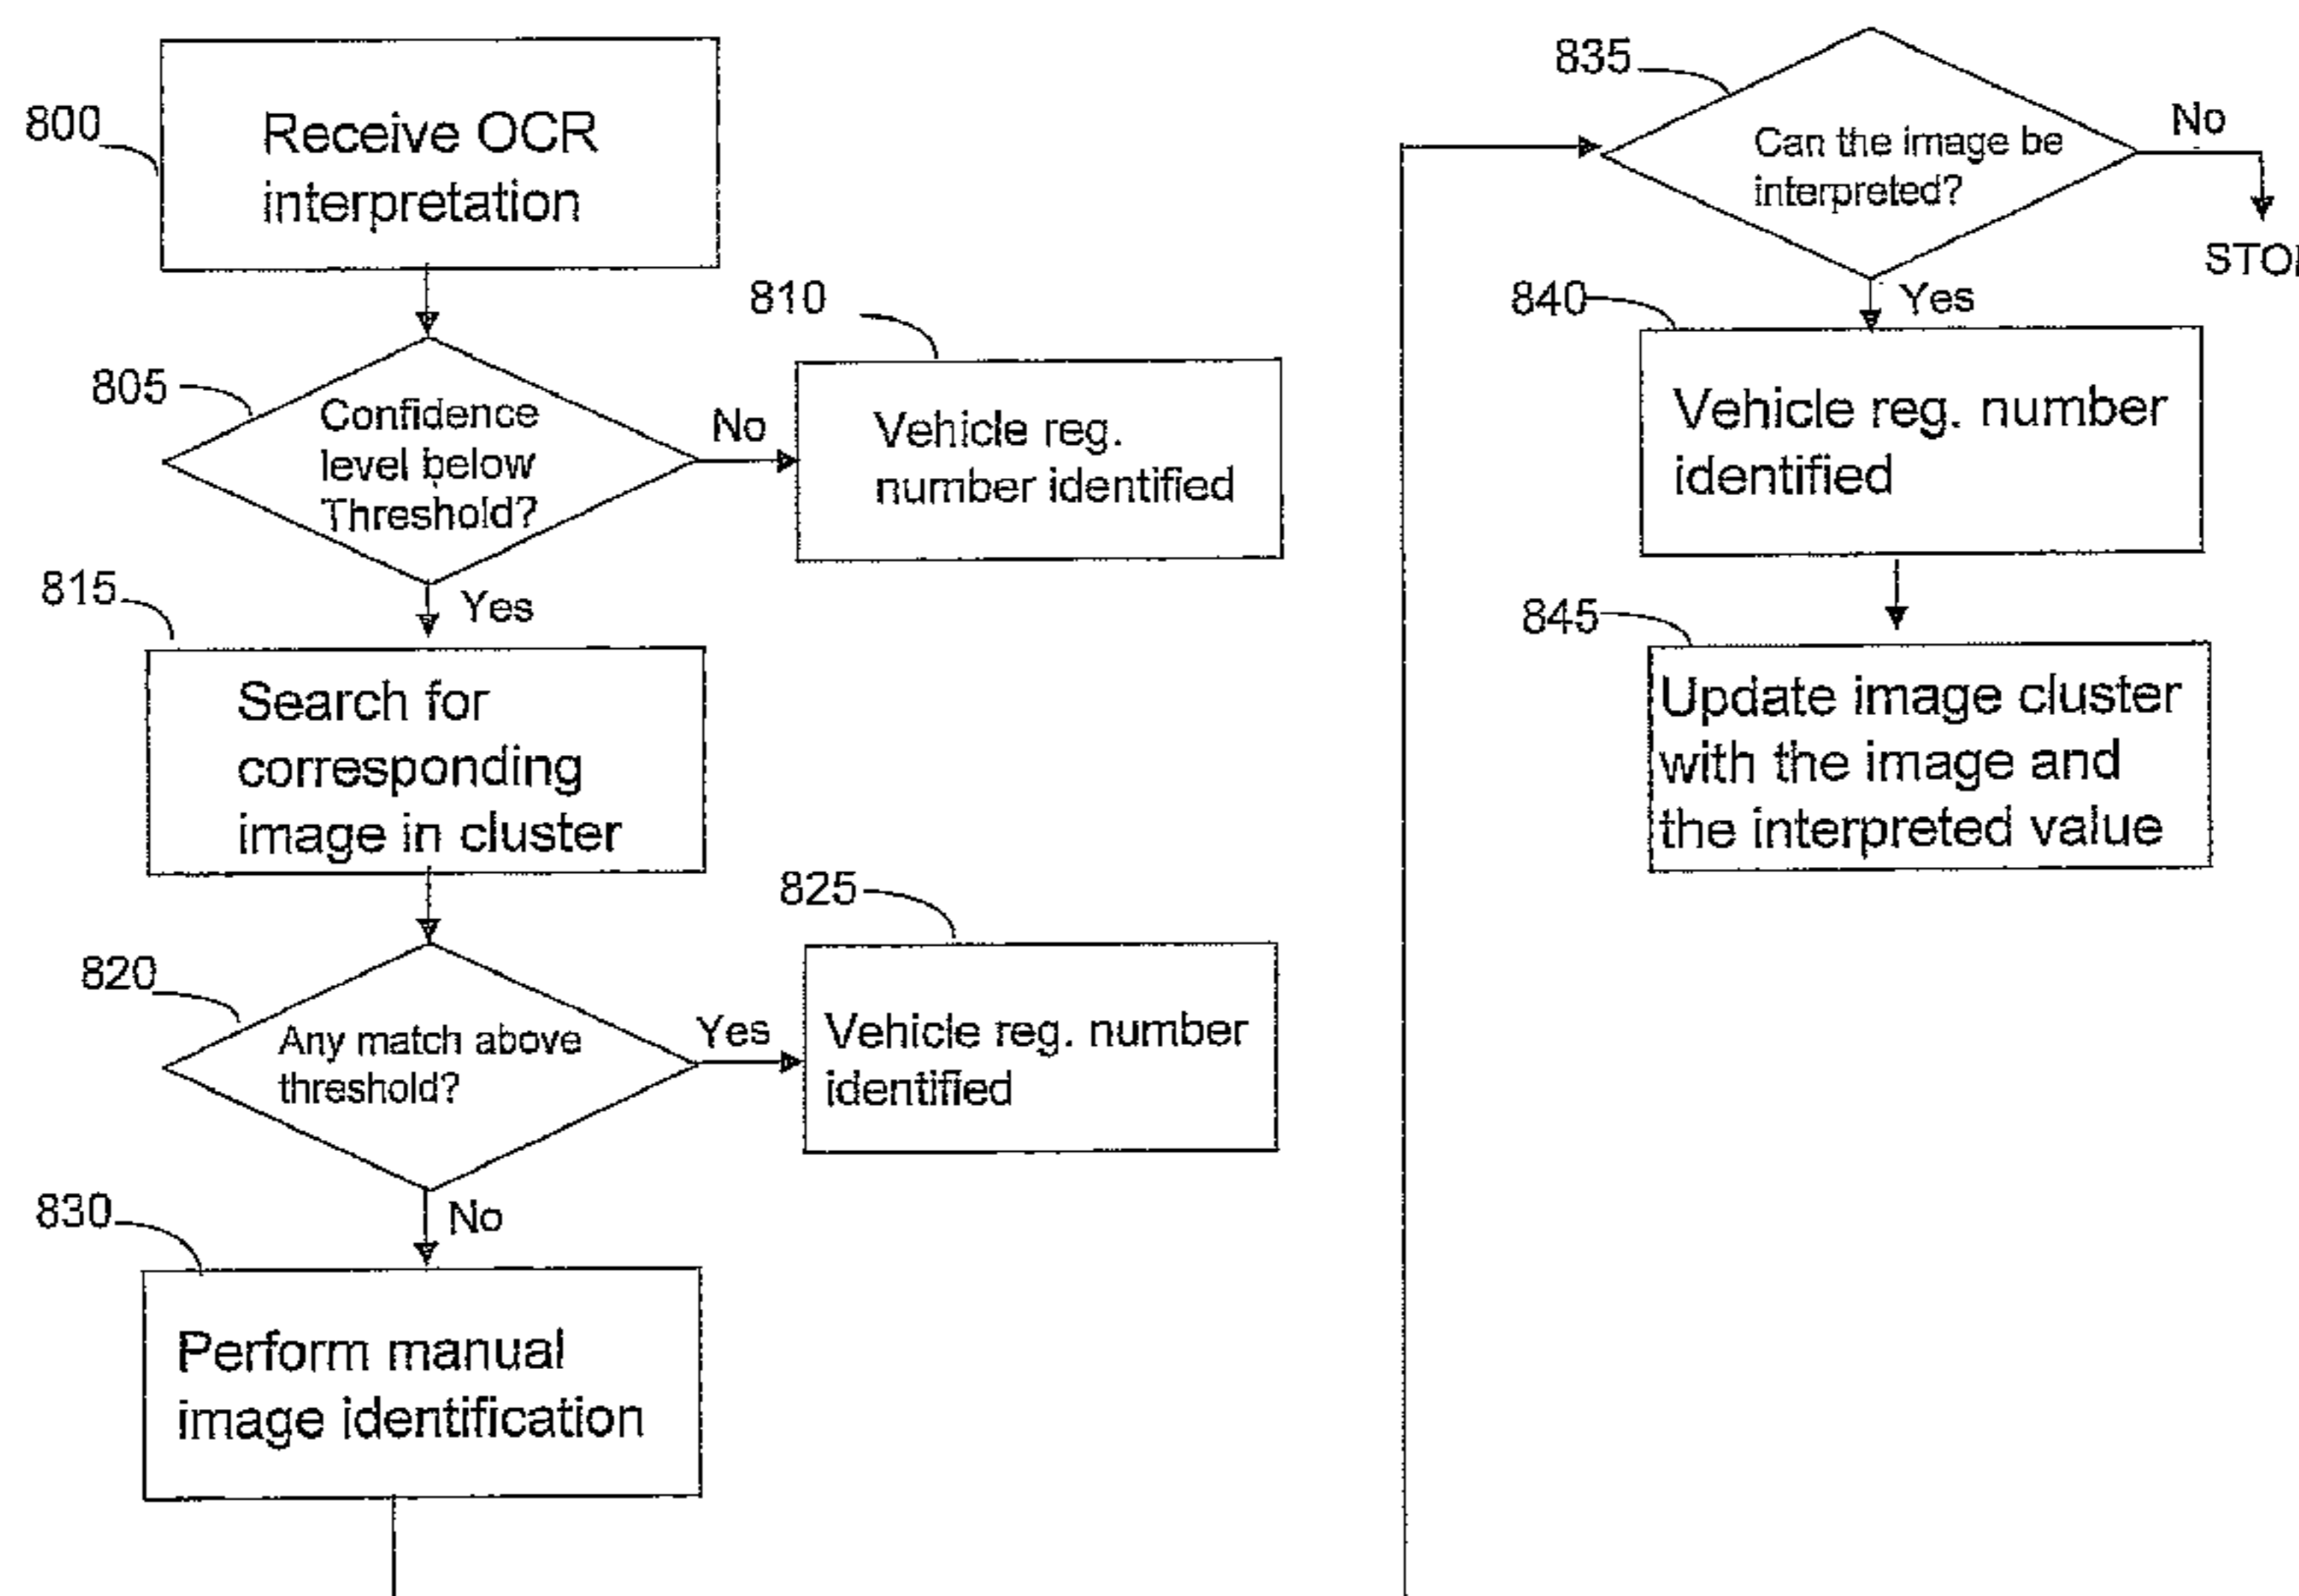 800
Receive OCR
interpretation
805
Confidence
level below
Threshold?
No
810
Vehicle reg.
number identified
Yes
815
Search for
corresponding
image in cluster
820
Any match above
threshold?
Yes
825
Vehicle reg. number
identified
No
830
Perform manual
image identification
835
Can the image be
interpreted?
No
Yes
840
Vehicle reg. number
identified
845
Update image cluster
with the image and
the interpreted value